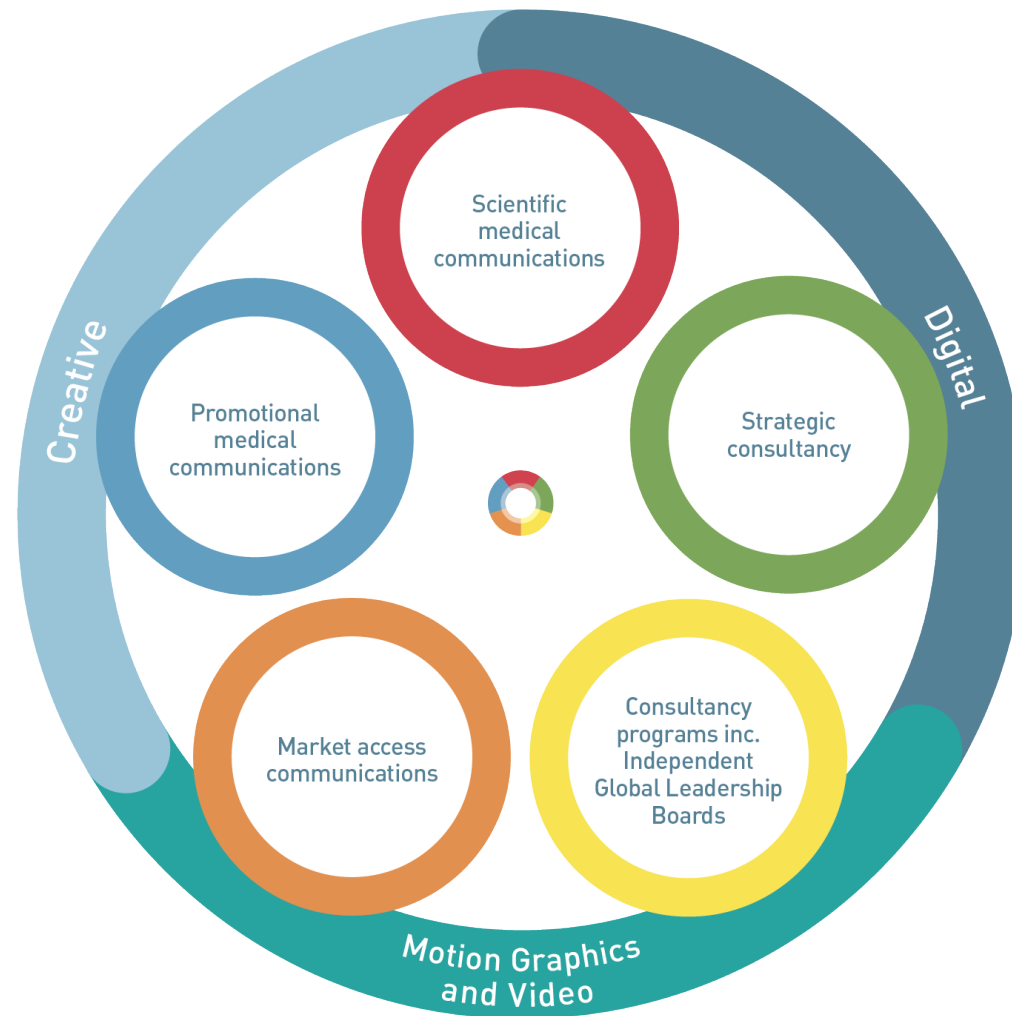 Scientific
medical
communications
Creative
Digital
Promotional
medical
communications
Strategic
consultancy
Market access
communications
Consultancy
programs inc.
Independent
Global Leadership
Boards
Motion Graphics
and Video